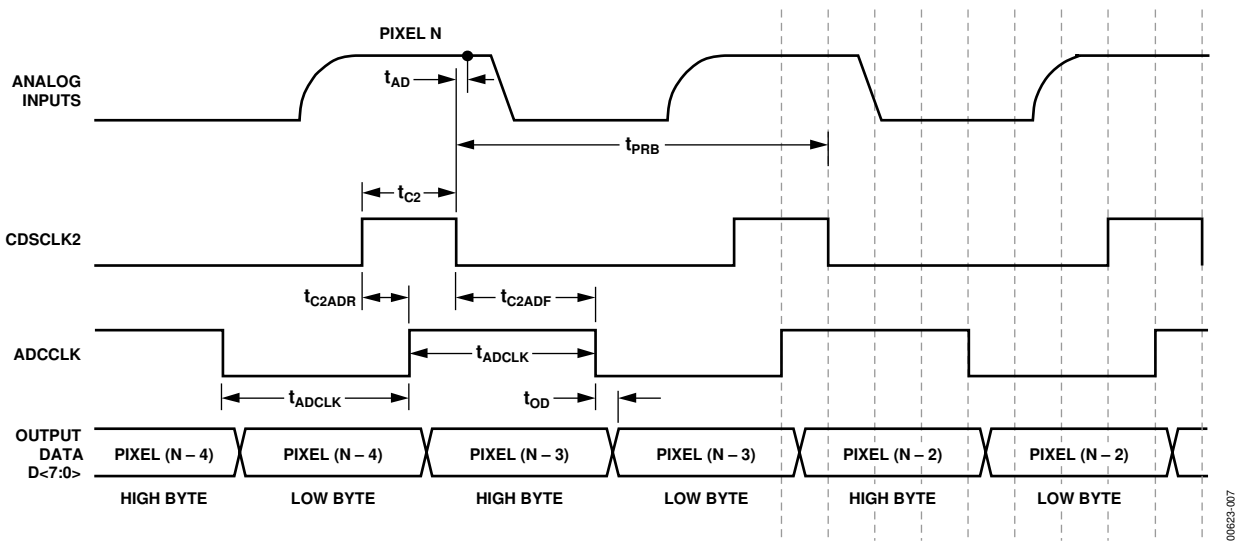 PIXEL N
ANALOG
INPUTS
tAD
tPRB
tC2
CDSCLK2
tC2ADR
tC2ADF
ADCCLK
tADCLK
tADCLK
tOD
OUTPUT
DATA
D<7:0>
PIXEL (N – 4)
PIXEL (N – 4)
PIXEL (N – 3)
PIXEL (N – 3)
PIXEL (N – 2)
PIXEL (N – 2)
HIGH BYTE
LOW BYTE
HIGH BYTE
LOW BYTE
HIGH BYTE
LOW BYTE
00623-007